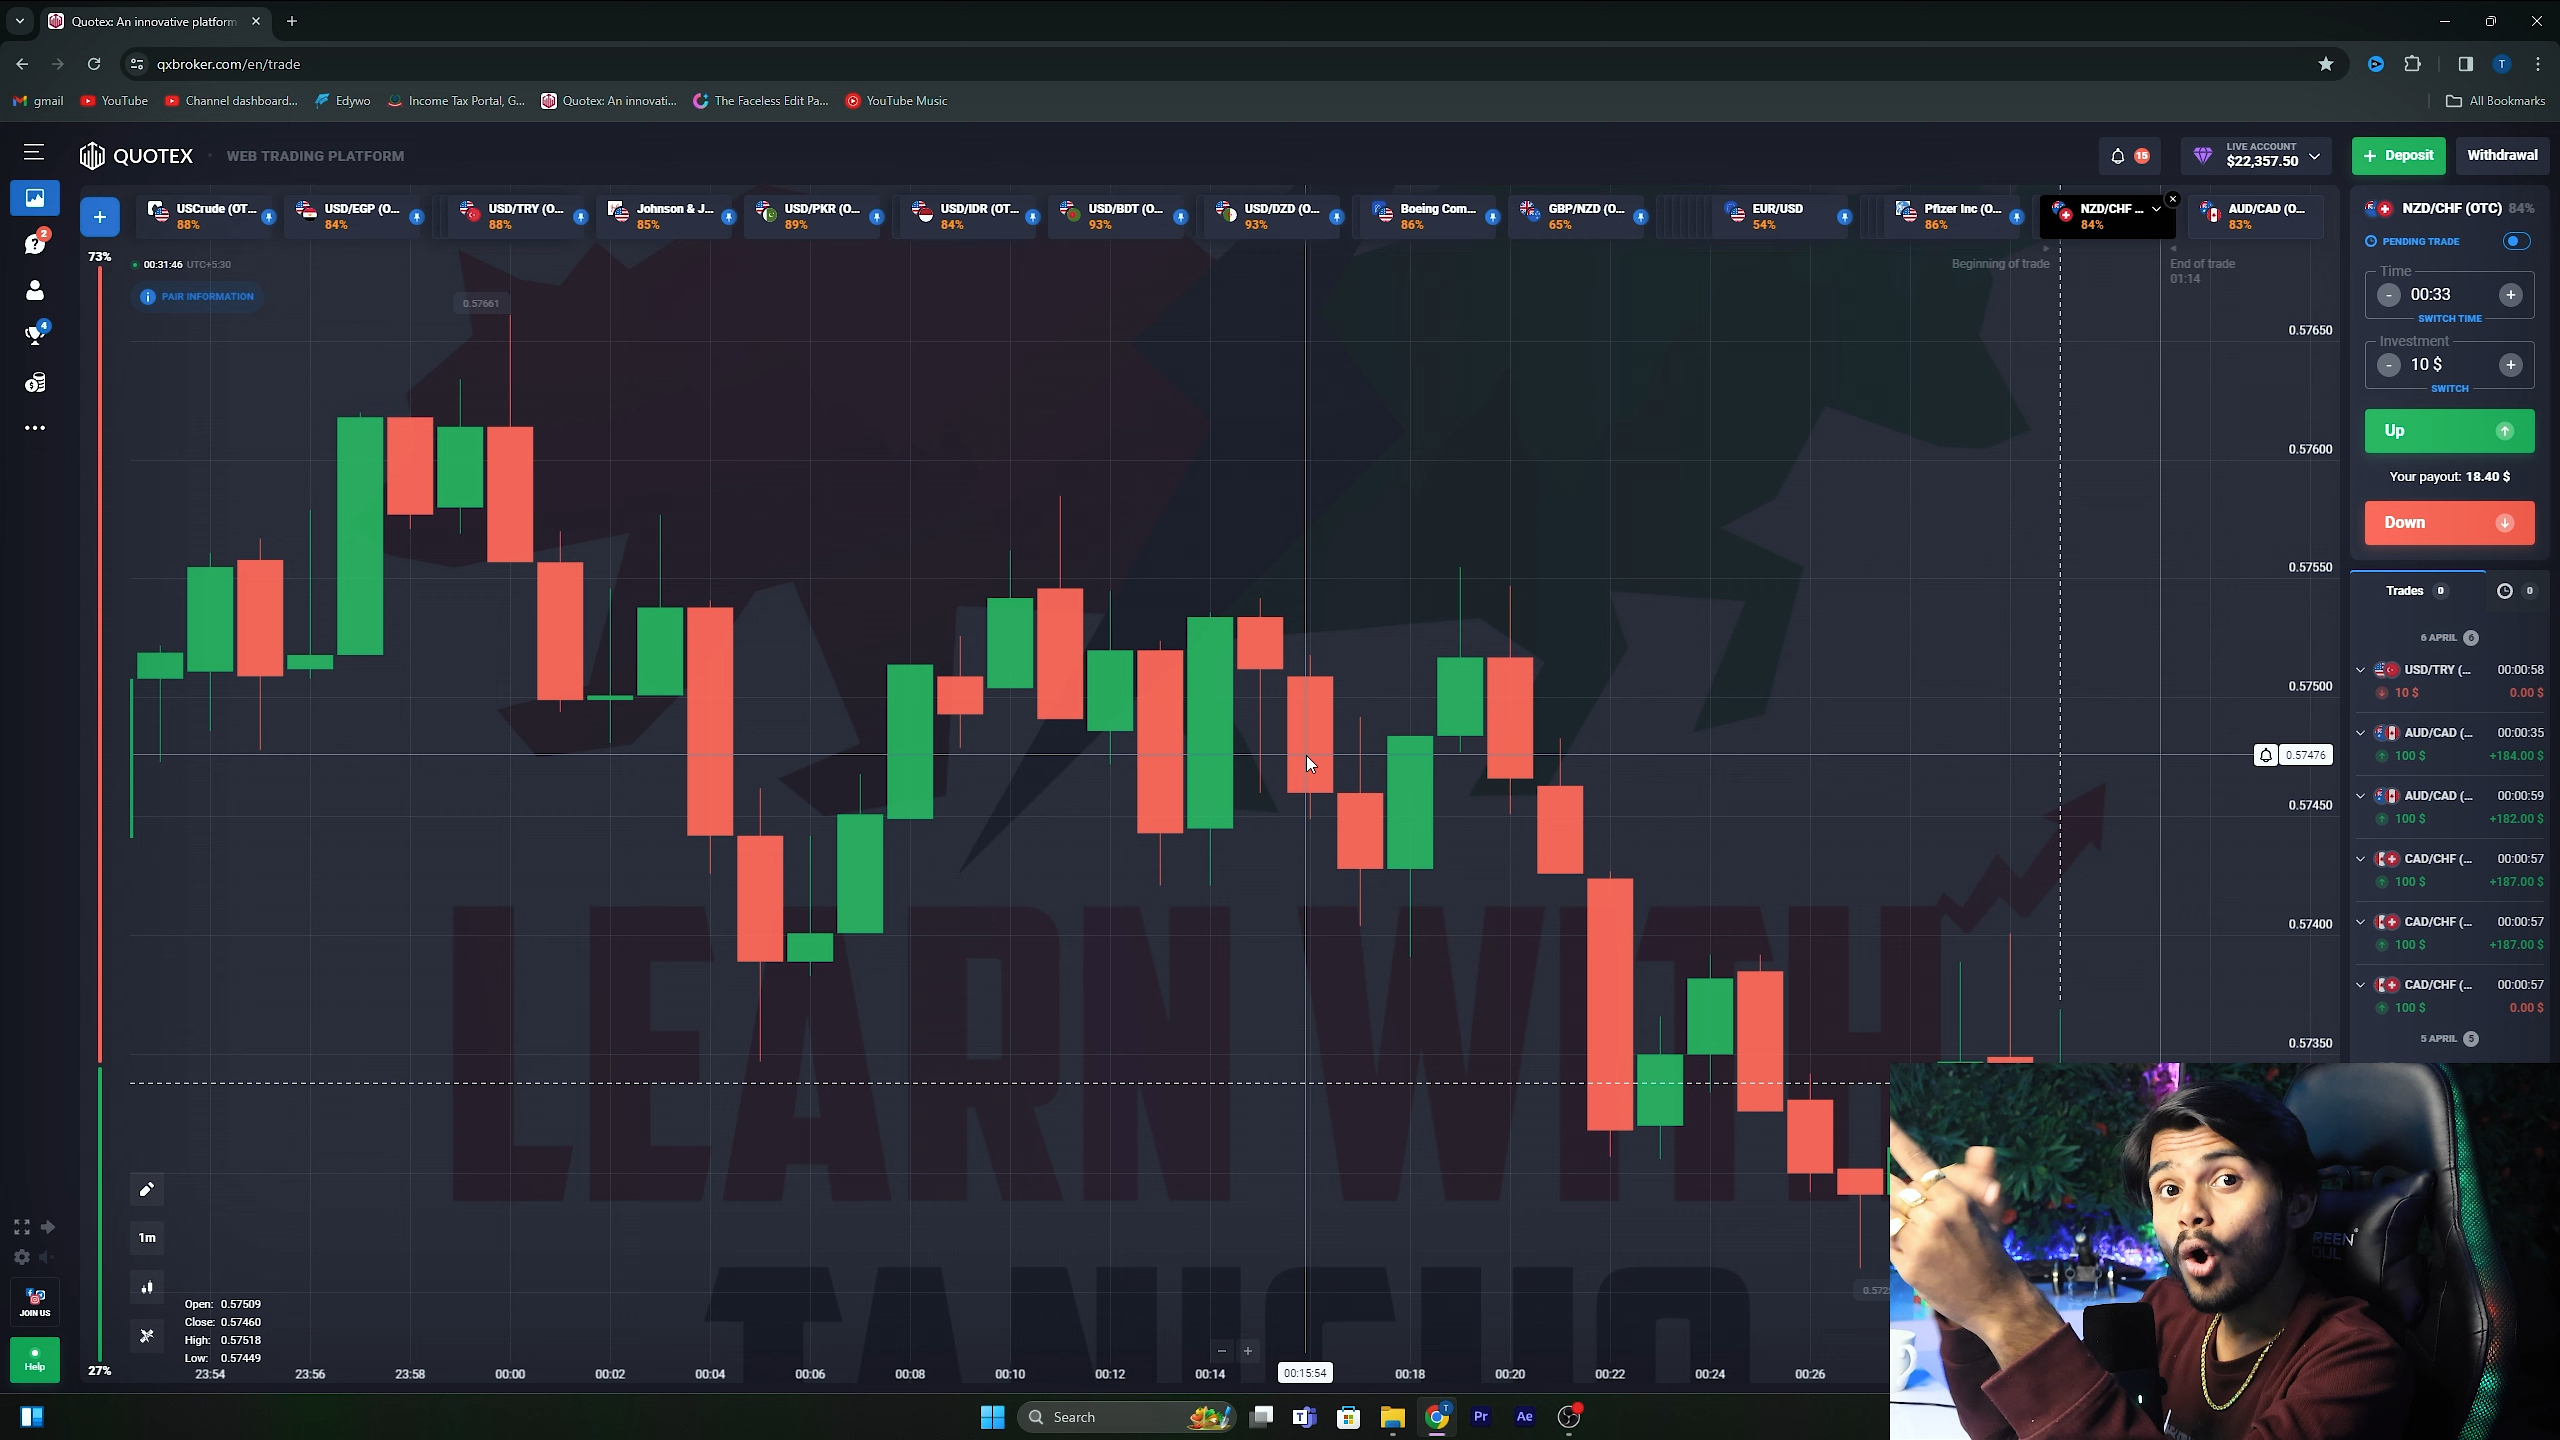 Quotex: An innovative platform
qxbroker.com/en/trade
gmail
YouTube
Channel dashboard...
Edywo
Income Tax Portal, G...
Quotex: An innovati...
The Faceless Edit Pa...
YouTube Music
All Bookmarks
QUOTEX
WEB TRADING PLATFORM
15
LIVE ACCOUNT
$22,357.50
+ Deposit
Withdrawal
USCrude (OT...
88%
USD/EGP (O...
84%
USD/TRY (O...
88%
Johnson & J...
85%
USD/PKR (O...
89%
USD/IDR (OT...
84%
USD/BDT (O...
93%
USD/DZD (O...
93%
Boeing Com...
86%
GBP/NZD (O...
65%
EUR/USD
54%
Pfizer Inc (O...
86%
NZD/CHF ...
84%
AUD/CAD (O...
83%
2
4
73%
00:31:46 UTC+5:30
PAIR INFORMATION
0.57661
Beginning of trade
End of trade
01:14
0.57650
0.57600
0.57550
0.57500
0.57476
0.57450
0.57400
0.57350
NZD/CHF (OTC) 84%
PENDING TRADE
Time
- 00:33 +
SWITCH TIME
Investment
- 10 $ +
SWITCH
Up
Your payout: 18.40 $
Down
Trades 0
0
6 APRIL 6
USD/TRY (... 00:00:58
10 $ 0.00 $
AUD/CAD (... 00:00:35
100 $ +184.00 $
AUD/CAD (... 00:00:59
100 $ +182.00 $
CAD/CHF (... 00:00:57
100 $ +187.00 $
CAD/CHF (... 00:00:57
100 $ +187.00 $
CAD/CHF (... 00:00:57
100 $ 0.00 $
5 APRIL 5
LEARN WITH
1m
Open: 0.57509
Close: 0.57460
High: 0.57518
Low: 0.57449
JOIN US
Help
27%
23:54
23:56
23:58
00:00
00:02
00:04
00:06
00:08
00:10
00:12
00:14
00:15:54
00:18
00:20
00:22
00:24
00:26
Search
Pr
Ae